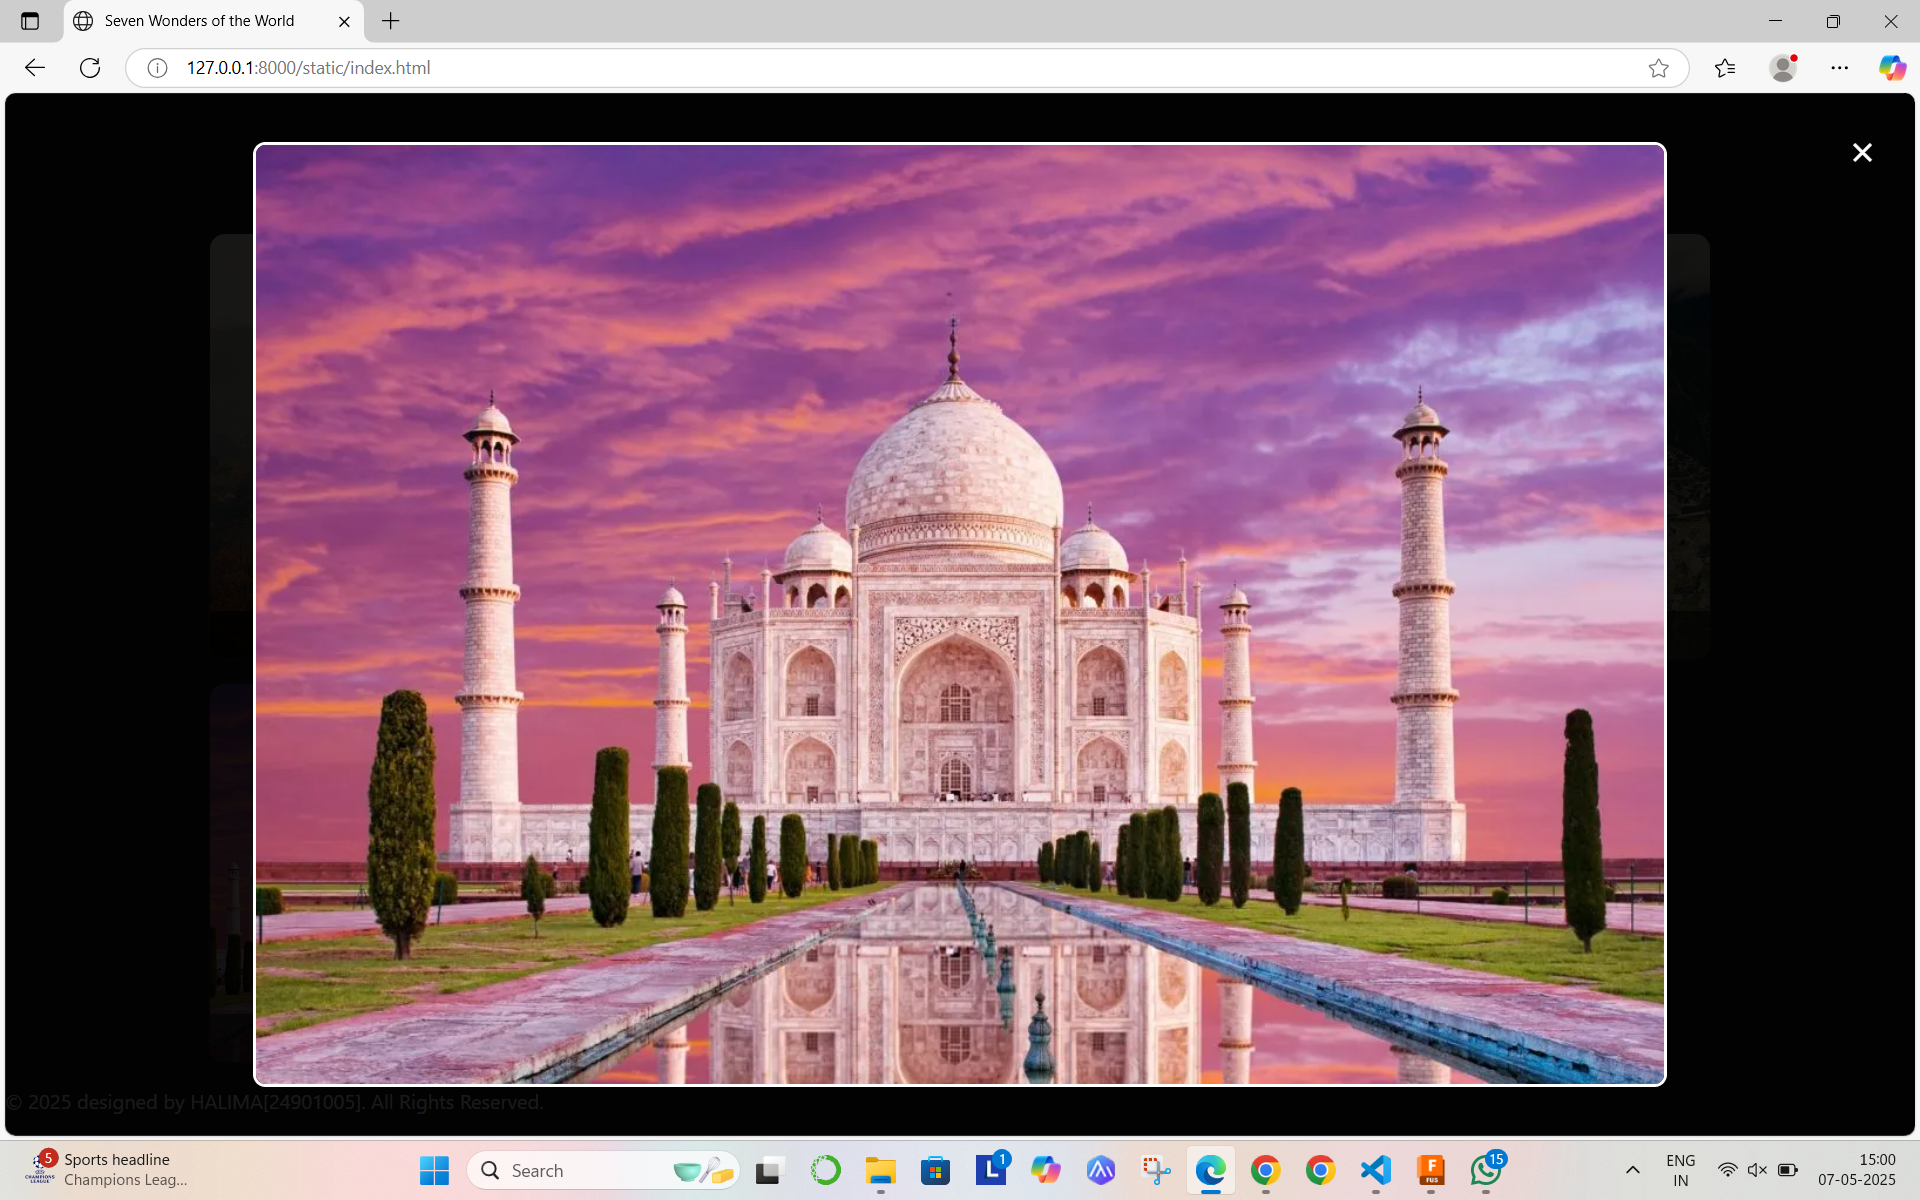 Seven Wonders of the World
127.0.0.1:8000/static/index.html
© 2025 designed by HALIMA[24901005]. All Rights Reserved.
5
Sports headline
Champions Leag...
Search
1
15
ENG
IN
15:00
07-05-2025